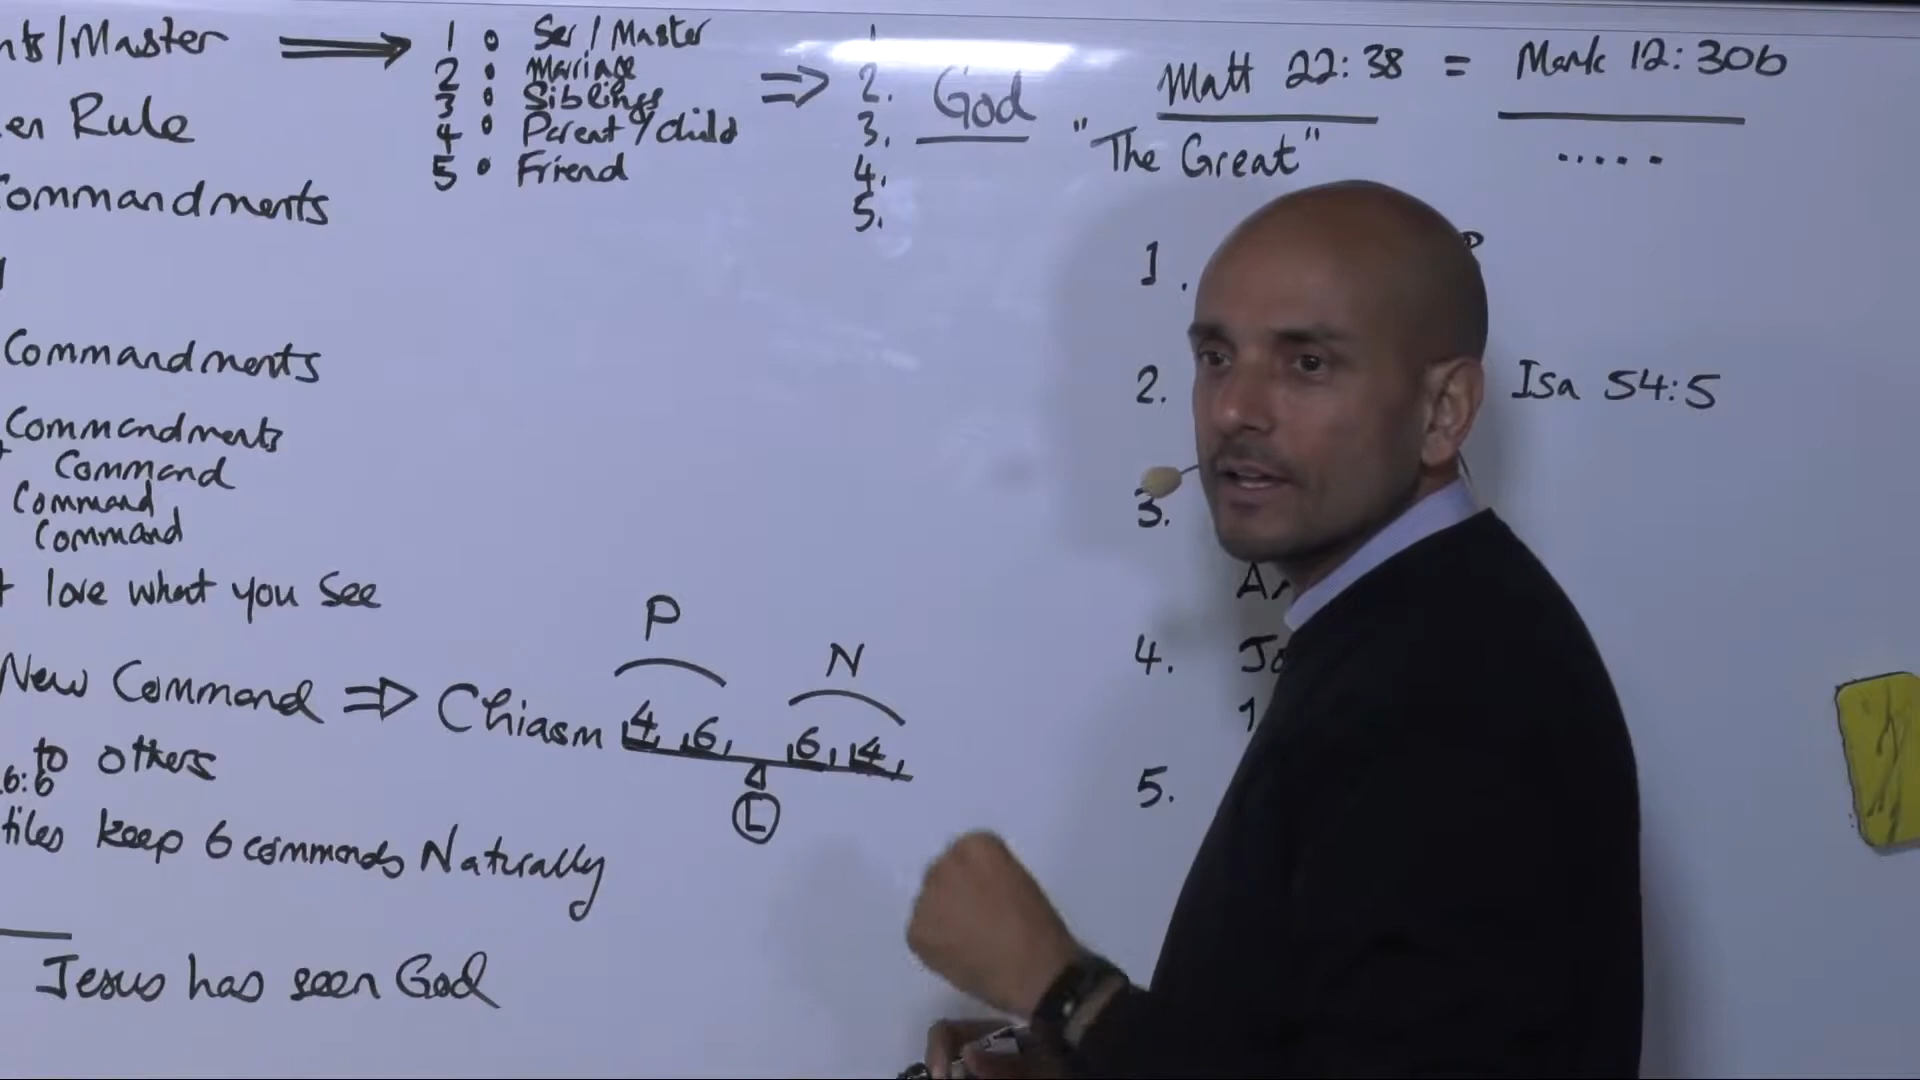 nts/Master ⇒
en Rule
Commandments
Commandments
Commandments
Command
Command
Command
love what you see
New Command ⇒ Chiasm 4, 6, 6, 4,
P
N
L
to others
6:6
tiles keep 6 commands Naturally
Jesus has seen God
1 • Ser / Master
2 • Marriage
3 • Siblings
4 • Parent / child
5 • Friend
⇒
1
2.
3.
4.
5.
God
Matt 22:38 = Mark 12:30b
"The Great" .....
1.
2. Isa 54:5
3.
4. Jo
1
5.